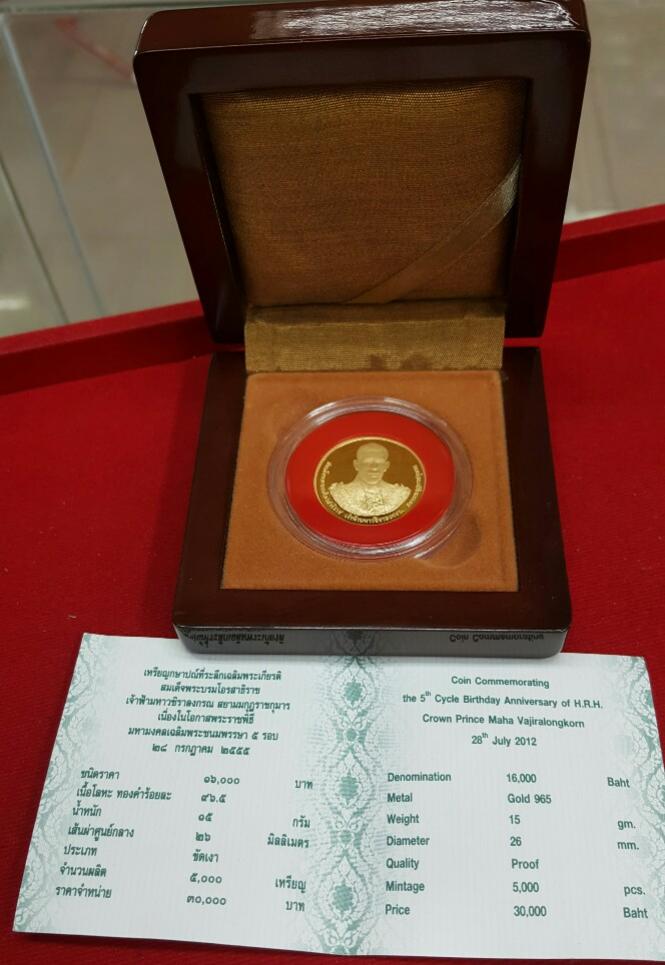 เหรียญกษาปณ์ที่ระลึกเฉลิมพระเกียรติ
สมเด็จพระบรมโอรสาธิราช
เจ้าฟ้ามหาวชิราลงกรณ สยามมกุฎราชกุมาร
เนื่องในโอกาสพระราชพิธี
มหามงคลเฉลิมพระชนมพรรษา ๕ รอบ
๒๘ กรกฎาคม ๒๕๕๕
ชนิดราคา ๑๖,๐๐๐ บาท
เนื้อโลหะ ทองคำร้อยละ ๙๖.๕
น้ำหนัก ๑๕ กรัม
เส้นผ่าศูนย์กลาง ๒๖ มิลลิเมตร
ประเภท ขัดเงา
จำนวนผลิต ๕,๐๐๐ เหรียญ
ราคาจำหน่าย ๓๐,๐๐๐ บาท
Coin Commemorating
the 5th Cycle Birthday Anniversary of H.R.H.
Crown Prince Maha Vajiralongkorn
28th July 2012
Denomination 16,000 Baht
Metal Gold 965
Weight 15 gm.
Diameter 26 mm.
Quality Proof
Mintage 5,000 pcs.
Price 30,000 Baht